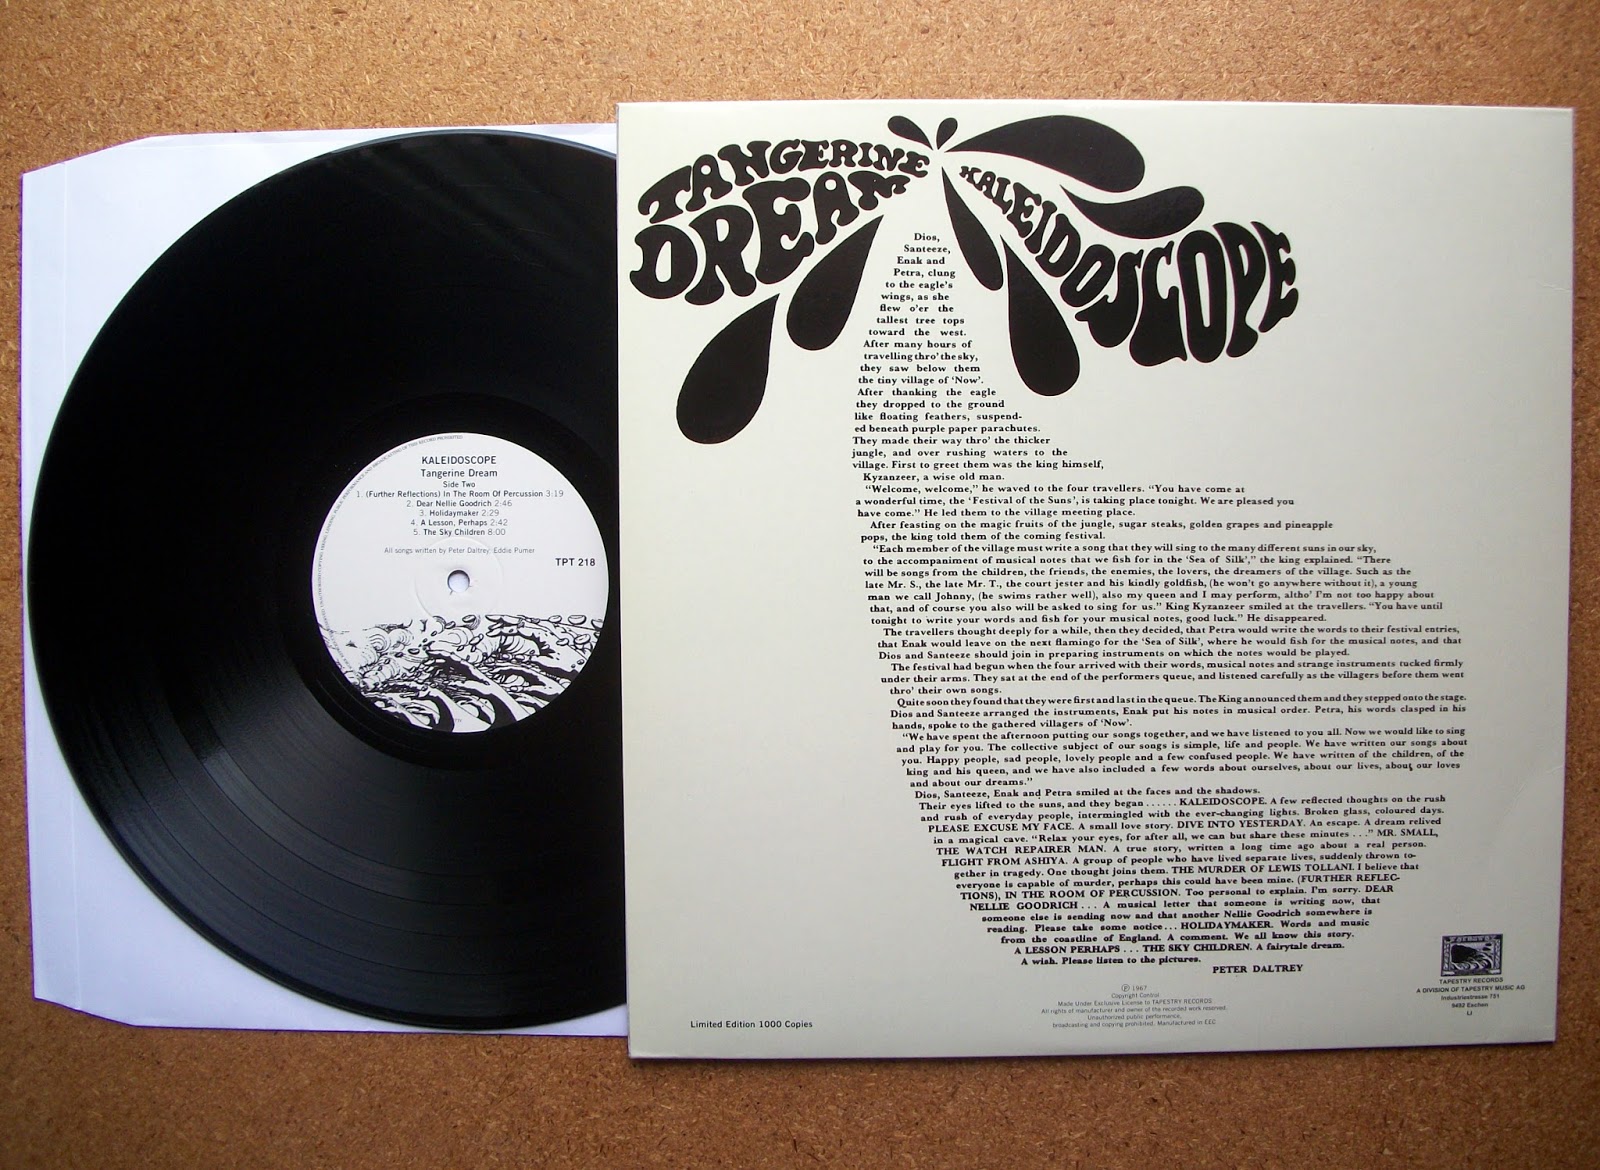 KALEIDOSCOPE
Tangerine Dream
Side Two
1. (Further Reflections) In The Room Of Percussion 3:19
2. Dear Nellie Goodrich 2:46
3. Holidaymaker 2:29
4. A Lesson, Perhaps 2:42
5. The Sky Children 8:00
All songs written by Peter Daltrey, Eddie Pumer
TPT 218
TANGERINE
DREAM
KALEIDOSCOPE
Dios,
Santeeze,
Enak and
Petra, clung
to the eagle's
wings, as she
flew o'er the
tallest tree tops
toward the west.
After many hours of
travelling thro' the sky,
they saw below them
the tiny village of 'Now'.
After thanking the eagle
they dropped to the ground
like floating feathers, suspend-
ed beneath purple paper parachutes.
They made their way thro' the thicker
jungle, and over rushing waters to the
village. First to greet them was the king himself,
Kyzanzeer, a wise old man.
"Welcome, welcome," he waved to the four travellers. "You have come at
a wonderful time, the 'Festival of the Suns', is taking place tonight. We are pleased you
have come." He led them to the village meeting place.
After feasting on the magic fruits of the jungle, sugar steaks, golden grapes and pineapple
pops, the king told them of the coming festival.
"Each member of the village must write a song that they will sing to the many different suns in our sky,
to the accompaniment of musical notes that we fish for in the 'Sea of Silk'," the king explained. "There
will be songs from the children, the friends, the enemies, the lovers, the dreamers of the village. Such as the
late Mr. S., the late Mr. T., the court jester and his kindly goldfish, (he won't go anywhere without it), a young
man we call Johnny, (he swims rather well), also my queen and I may perform, altho' I'm not too happy about
that, and of course you also will be asked to sing for us." King Kyzanzeer smiled at the travellers. "You have until
tonight to write your words and fish for your musical notes, good luck." He disappeared.
The travellers thought deeply for a while, then they decided, that Petra would write the words to their festival entries,
that Enak would leave on the next flamingo for the 'Sea of Silk', where he would fish for the musical notes, and that
Dios and Santeeze should join in preparing instruments on which the notes would be played.
The festival had begun when the four arrived with their words, musical notes and strange instruments tucked firmly
under their arms. They sat at the end of the performers queue, and listened carefully as the villagers before them went
thro' their own songs.
Quite soon they found that they were first and last in the queue. The King announced them and they stepped onto the stage.
Dios and Santeeze arranged the instruments, Enak put his notes in musical order. Petra, his words clasped in his
hands, spoke to the gathered villagers of 'Now'.
"We have spent the afternoon putting our songs together, and we have listened to you all. Now we would like to sing
and play for you. The collective subject of our songs is simple, life and people. We have written our songs about
you. Happy people, sad people, lovely people and a few confused people. We have written of the children, of the
king and his queen, and we have also included a few words about ourselves, about our lives, about our loves
and about our dreams."
Dios, Santeeze, Enak and Petra smiled at the faces and the shadows.
Their eyes lifted to the suns, and they began ...... KALEIDOSCOPE. A few reflected thoughts on the rush
and rush of everyday people, intermingled with the ever-changing lights. Broken glass, coloured days.
PLEASE EXCUSE MY FACE. A small love story. DIVE INTO YESTERDAY. An escape. A dream relived
in a magical cave. "Relax your eyes, for after all, we can but share these minutes ..." MR. SMALL,
THE WATCH REPAIRER MAN. A true story, written a long time ago about a real person.
FLIGHT FROM ASHIYA. A group of people who have lived separate lives, suddenly thrown to-
gether in tragedy. One thought joins them. THE MURDER OF LEWIS TOLLANI. I believe that
everyone is capable of murder, perhaps this could have been mine. (FURTHER REFLEC-
TIONS), IN THE ROOM OF PERCUSSION. Too personal to explain. I'm sorry. DEAR
NELLIE GOODRICH ... A musical letter that someone is writing now, that
someone else is sending now and that another Nellie Goodrich somewhere is
reading. Please take some notice ... HOLIDAYMAKER. Words and music
from the coastline of England. A comment. We all know this story.
A LESSON PERHAPS ... THE SKY CHILDREN. A fairytale dream.
A wish. Please listen to the pictures.
PETER DALTREY
Ⓟ 1967
Copyright Control
Made Under Exclusive License to TAPESTRY RECORDS
All rights of manufacturer and owner of the recorded work reserved.
Unauthorized public performance,
broadcasting and copying prohibited. Manufactured in EEC
Limited Edition 1000 Copies
TAPESTRY RECORDS
A DIVISION OF TAPESTRY MUSIC AG
Industriestrasse 751
9492 Eschen
LI